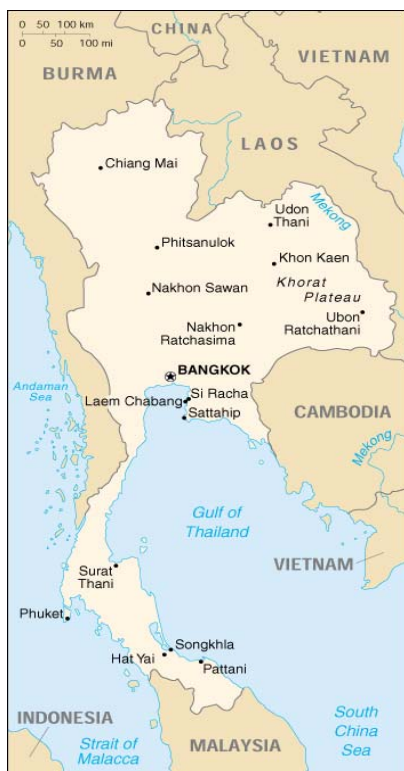 0 50 100 km
0 50 100 mi
CHINA
VIETNAM
BURMA
LAOS
Chiang Mai
Mekong
Udon
Thani
Phitsanulok
Khon Kaen
Khorat
Plateau
Nakhon Sawan
Ubon
Ratchathani
Nakhon
Ratchasima
BANGKOK
Andaman
Sea
Si Racha
Laem Chabang
Sattahip
CAMBODIA
Mekong
Gulf of
Thailand
VIETNAM
Surat
Thani
Phuket
Songkhla
Hat Yai
Pattani
INDONESIA
South
China
Sea
Strait of
Malacca
MALAYSIA